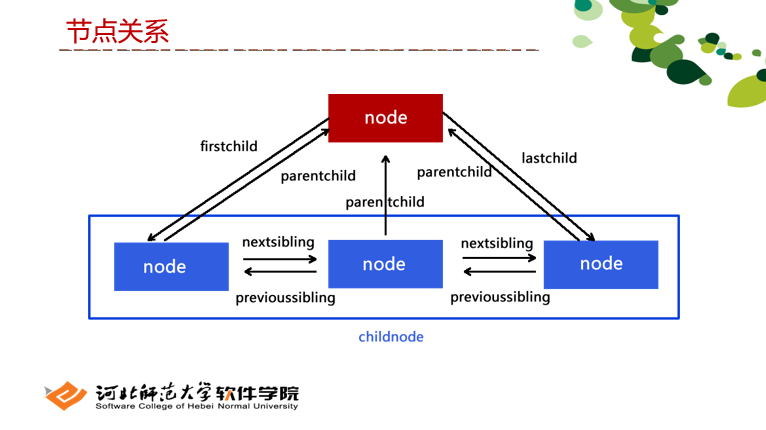 节点关系
node
firstchild
lastchild
parentchild
parentchild
parentchild
nextsibling
nextsibling
node
node
node
previoussibling
previoussibling
childnode
河北师范大学软件学院
Software College of Hebei Normal University